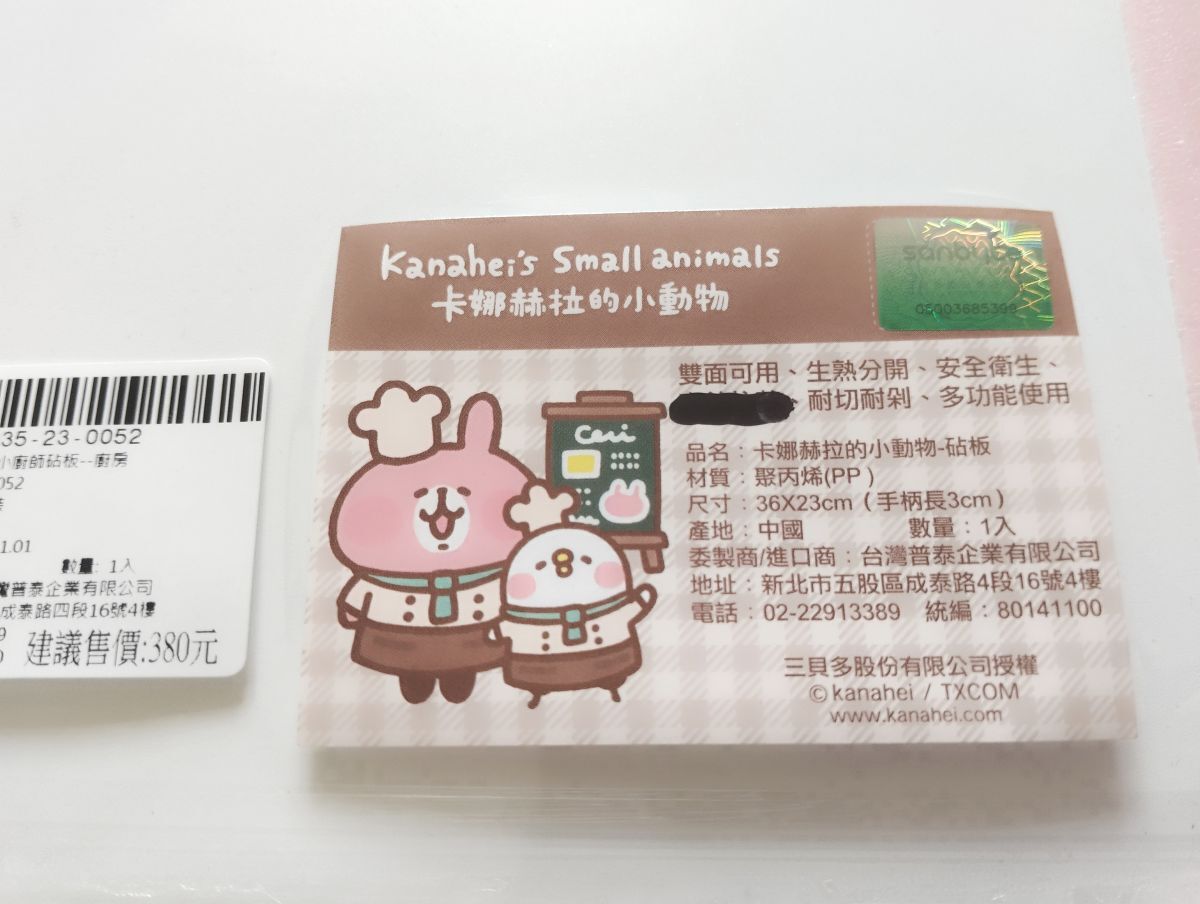 Kanahei's Small animals
卡娜赫拉的小動物
06003685398
雙面可用、生熟分開、安全衛生、
耐切耐剁、多功能使用
Ceri
品名：卡娜赫拉的小動物-砧板
材質：聚丙烯(PP)
尺寸：36X23cm（手柄長3cm）
產地：中國 數量：1入
委製商/進口商：台灣普泰企業有限公司
地址：新北市五股區成泰路4段16號4樓
電話：02-22913389 統編：80141100
三貝多股份有限公司授權
©kanahei / TXCOM
www.kanahei.com
35-23-0052
小廚師砧板--廚房
052
1.01
數量: 1入
灣普泰企業有限公司
成泰路四段16號4樓
建議售價:380元